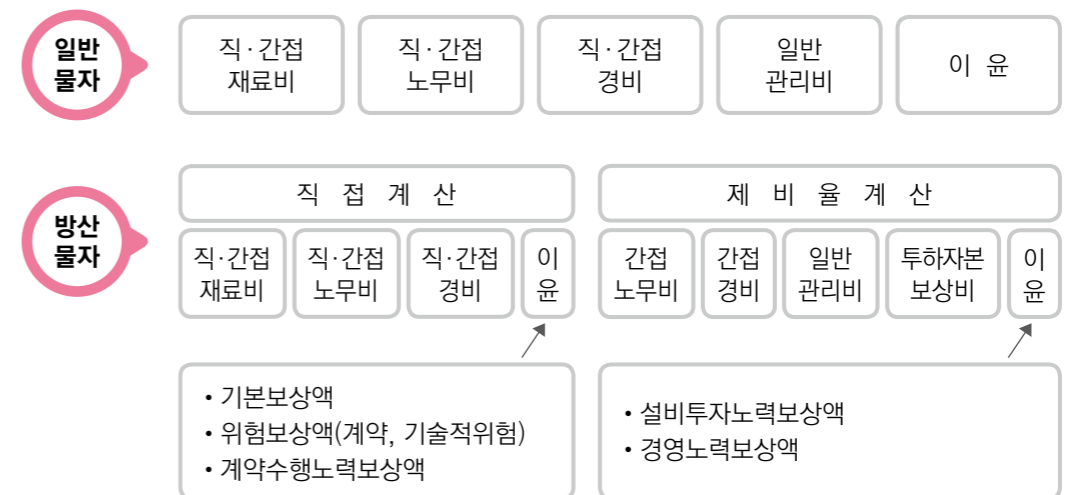 일반
물자
직·간접
재료비
직·간접
노무비
직·간접
경비
일반
관리비
이 윤
방산
물자
직 접 계 산
직·간접
재료비
직·간접
노무비
직·간접
경비
이
윤
제 비 율 계 산
간접
노무비
간접
경비
일반
관리비
투하자본
보상비
이
윤
• 기본보상액
• 위험보상액(계약, 기술적위험)
• 계약수행노력보상액
• 설비투자노력보상액
• 경영노력보상액